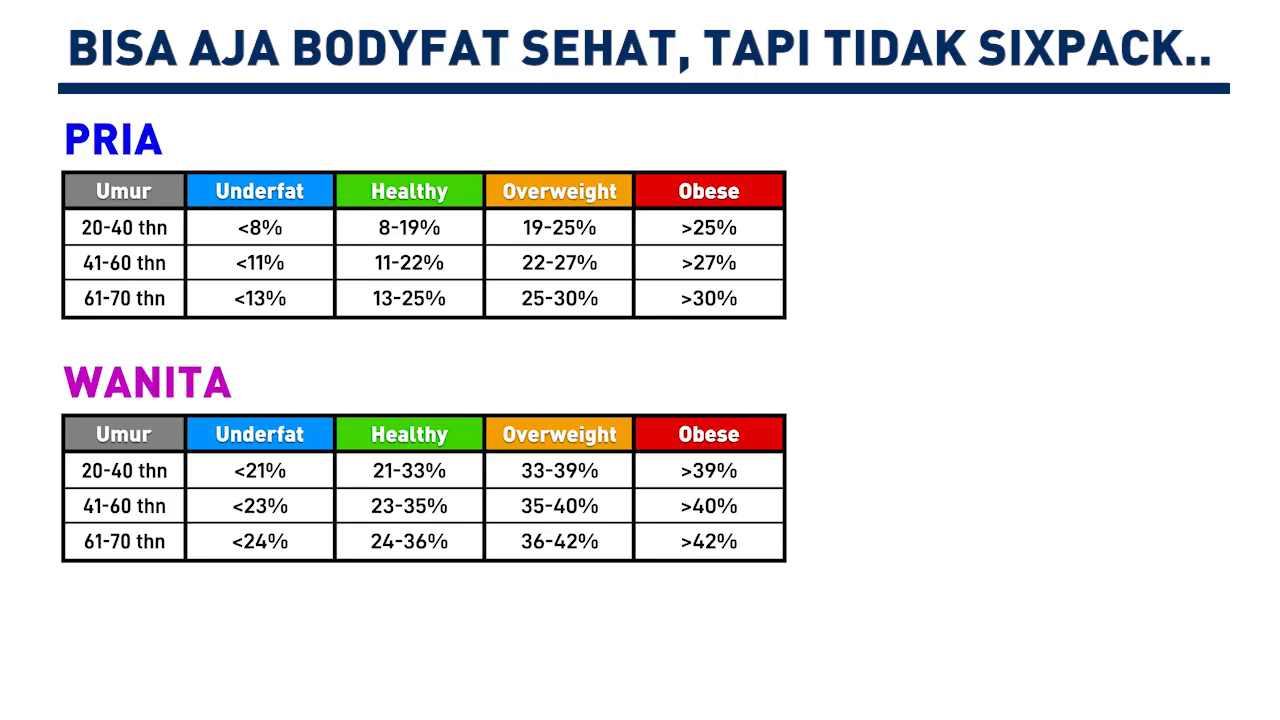 BISA AJA BODYFAT SEHAT, TAPI TIDAK SIXPACK..
PRIA
Umur Underfat Healthy Overweight Obese
20-40 thn <8% 8-19% 19-25% >25%
41-60 thn <11% 11-22% 22-27% >27%
61-70 thn <13% 13-25% 25-30% >30%
WANITA
Umur Underfat Healthy Overweight Obese
20-40 thn <21% 21-33% 33-39% >39%
41-60 thn <23% 23-35% 35-40% >40%
61-70 thn <24% 24-36% 36-42% >42%